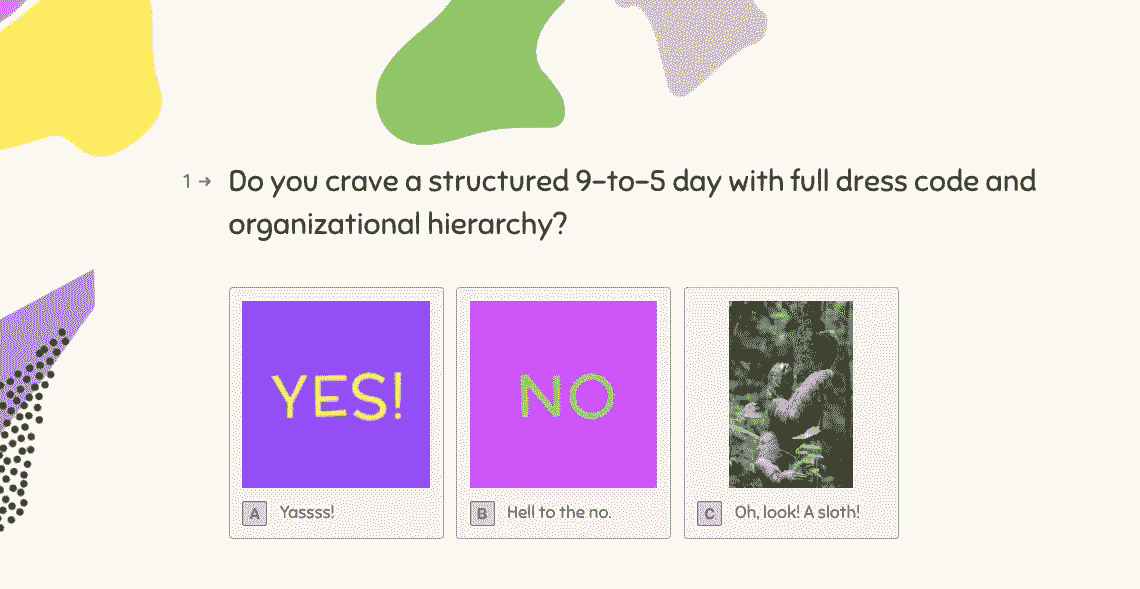 1 → Do you crave a structured 9-to-5 day with full dress code and
organizational hierarchy?
YES!
NO
A Yassss!
B Hell to the no.
C Oh, look! A sloth!